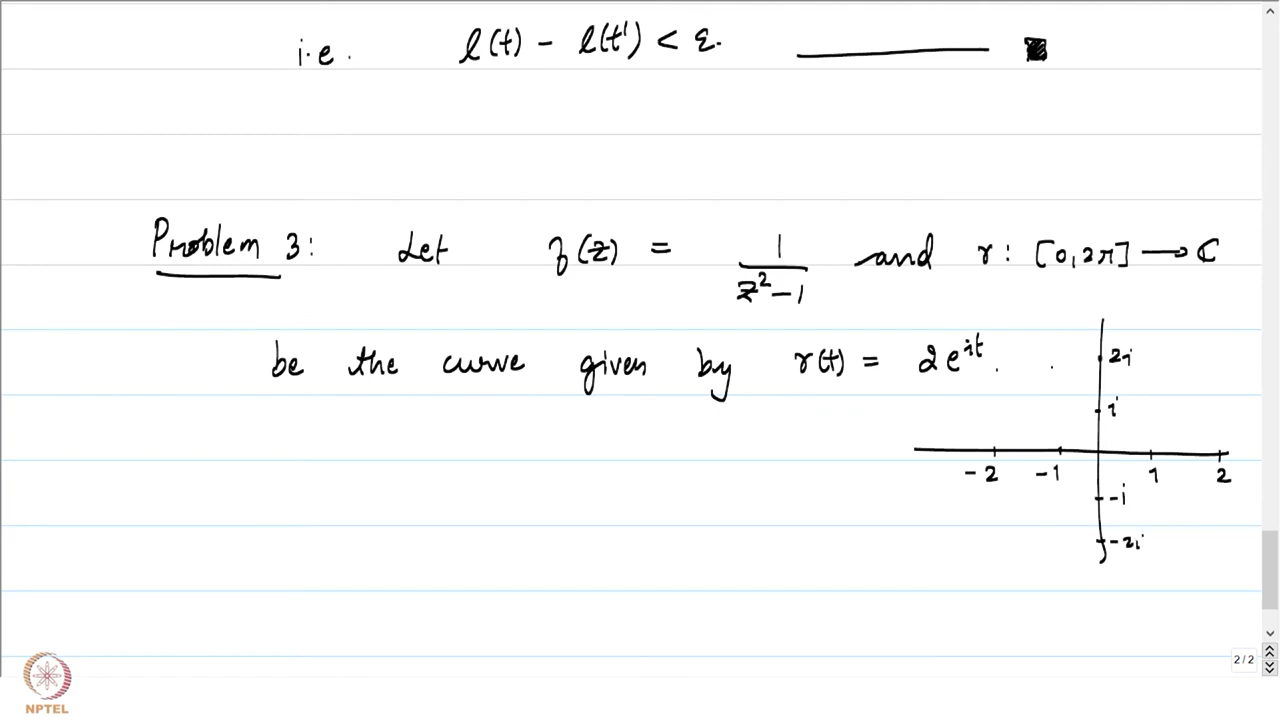 i.e. l(t) - l(t') < ε.
Problem 3: Let f(z) = 1/(z²-1) and γ: [0,2π] → ℂ
be the curve given by γ(t) = 2e^{it}.
2i
i
-2 -1 1 2
-i
-2i
2/2
NPTEL